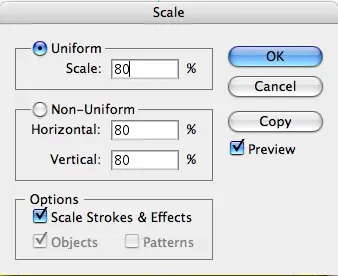 Scale
Uniform
Scale: 80 %
OK
Cancel
Non-Uniform
Horizontal: 80 %
Copy
Vertical: 80 %
Preview
Options
Scale Strokes & Effects
Objects Patterns